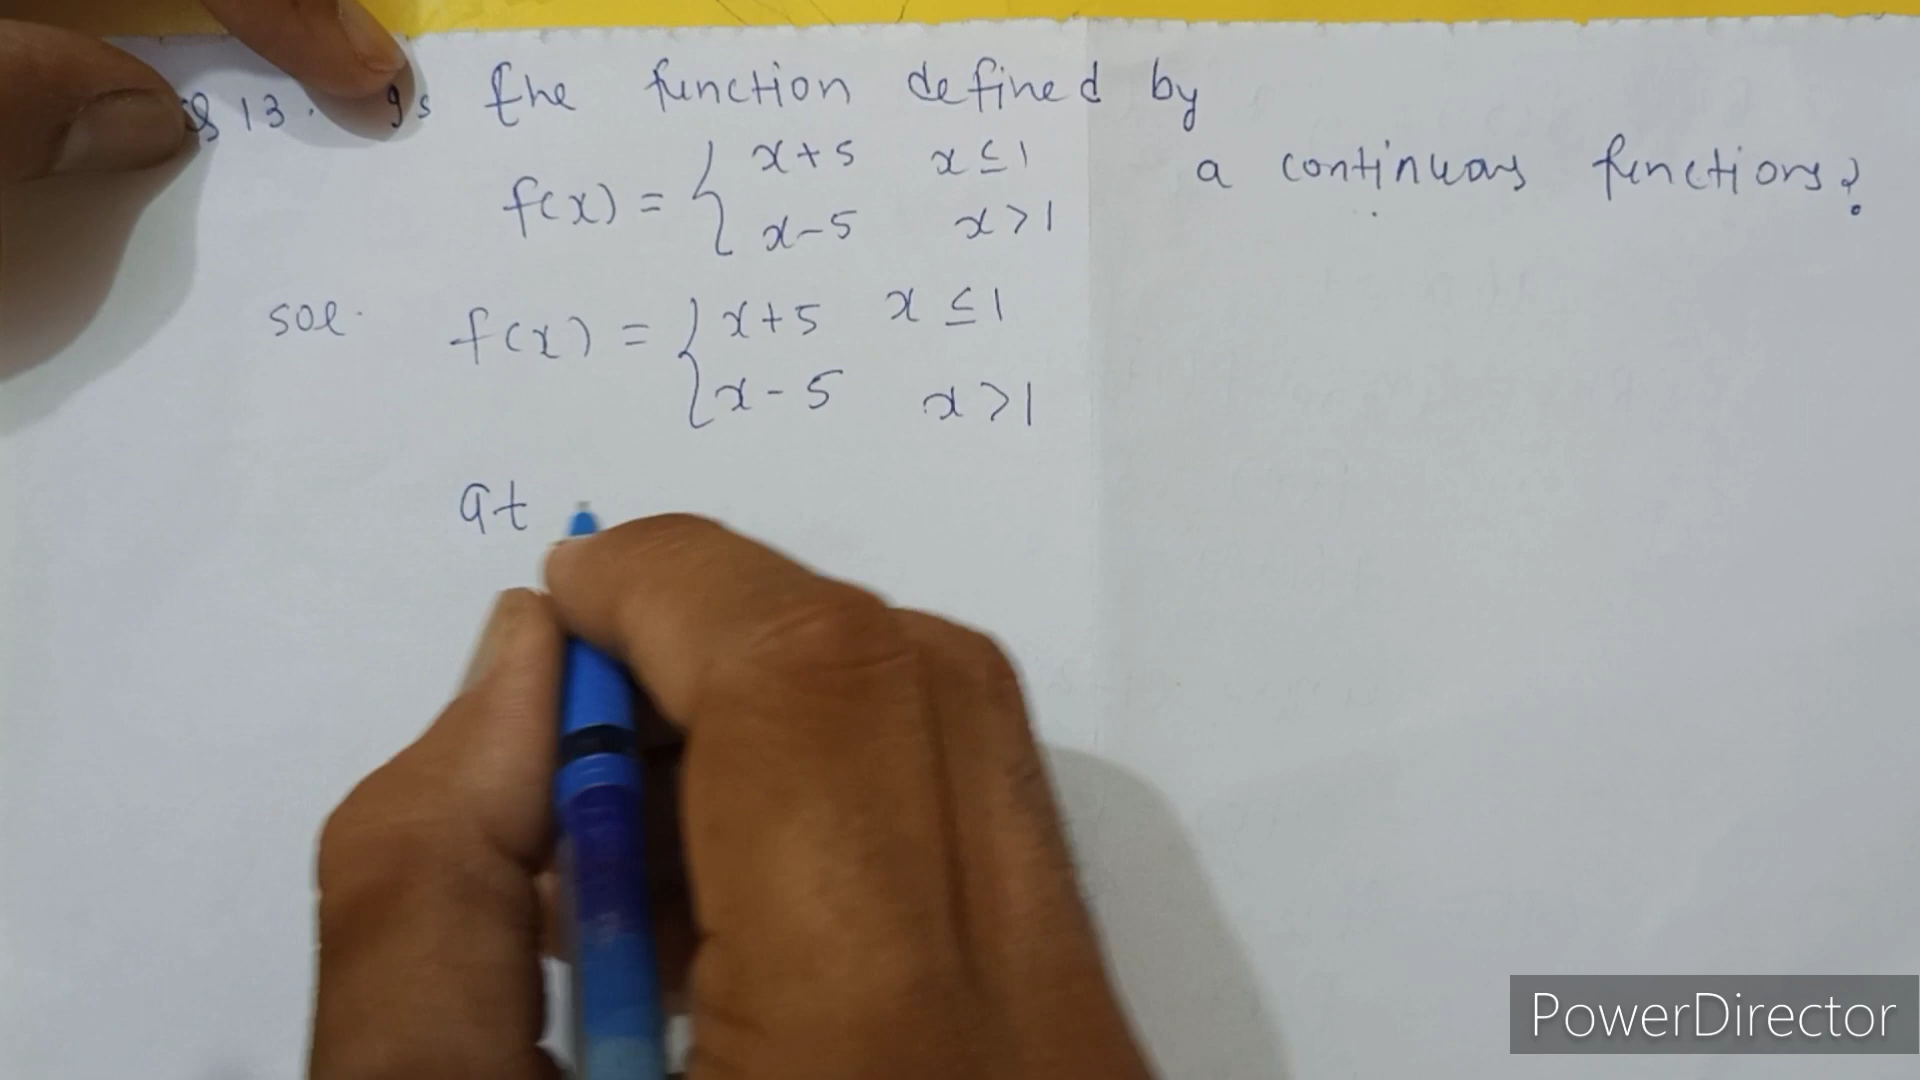 Q 13. Is the function defined by
f(x) = { x+5 x ≤ 1
x-5 x > 1
a continuous functions?
sol. f(x) = { x+5 x ≤ 1
x - 5 x > 1
at
PowerDirector